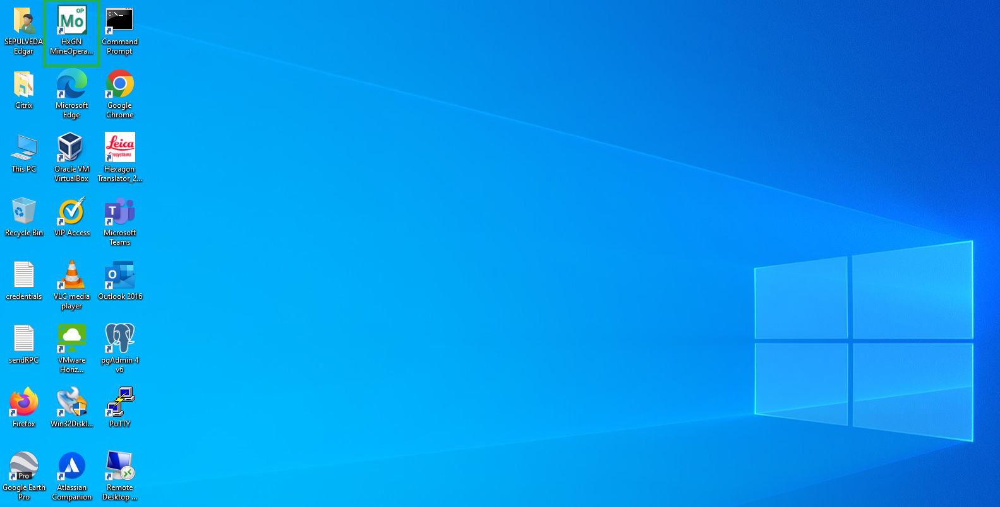 OP
Mo
C:\._
SEPULVEDA
Edgar
HxGN
MineOpera...
Command
Prompt
Citrix
Microsoft
Edge
Google
Chrome
Leica
Geosystems
This PC
Oracle VM
VirtualBox
Hexagon
Translator_2...
T
Recycle Bin
VIP Access
Microsoft
Teams
O
credentials
VLC media
player
Outlook 2016
sendRPC
VMware
Horiz...
pgAdmin 4
v6
Firefox
Win32DiskI...
PuTTY
Pro
Google Earth
Pro
Atlassian
Companion
Remote
Desktop ...